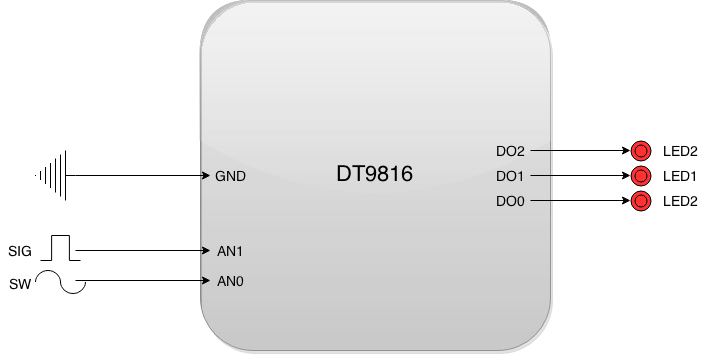 DO2 LED2
GND DT9816 DO1 LED1
DO0 LED2
SIG AN1
SW AN0